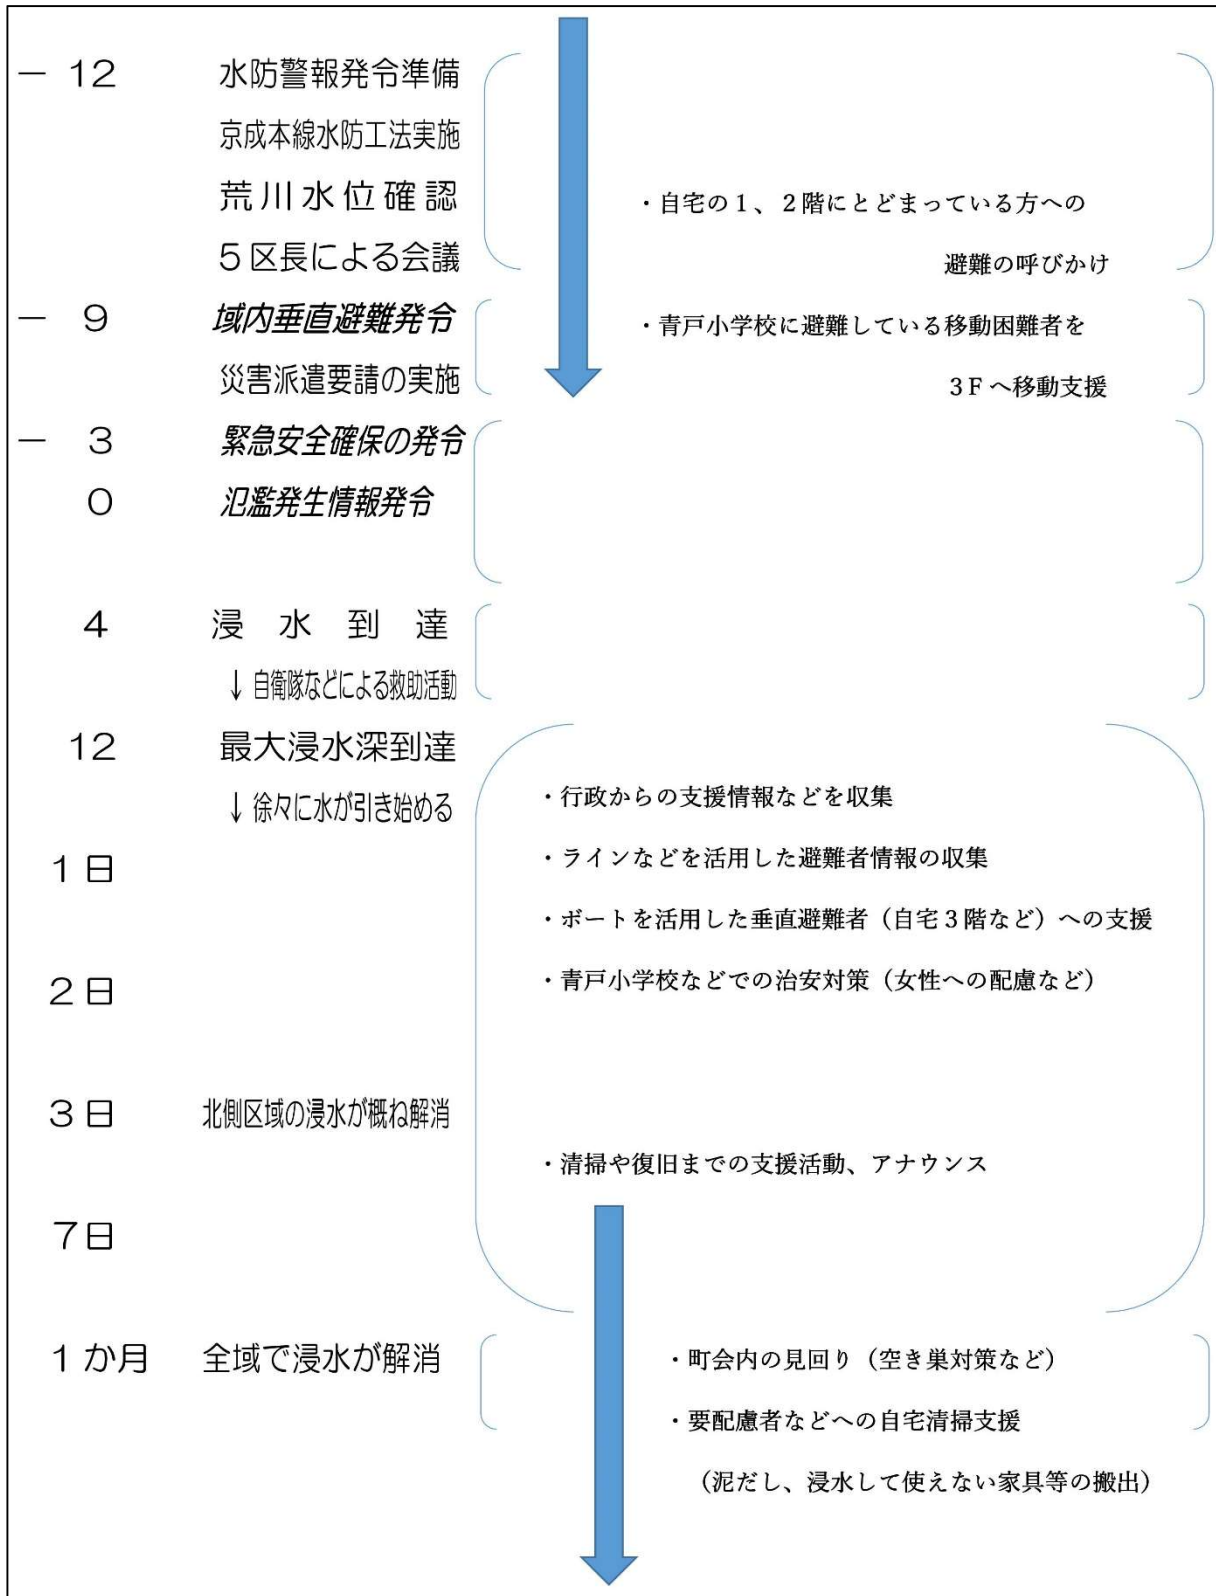 − 12 水防警報発令準備
京成本線水防工法実施
荒川水位確認
・自宅の１、２階にとどまっている方への
５区長による会議
避難の呼びかけ
− 9 域内垂直避難発令
・青戸小学校に避難している移動困難者を
災害派遣要請の実施
３Ｆへ移動支援
− 3 緊急安全確保の発令
0 氾濫発生情報発令
4 浸水到達
↓ 自衛隊などによる救助活動
12 最大浸水深到達
↓ 徐々に水が引き始める
・行政からの支援情報などを収集
1日
・ラインなどを活用した避難者情報の収集
・ボートを活用した垂直避難者（自宅３階など）への支援
2日
・青戸小学校などでの治安対策（女性への配慮など）
3日 北側区域の浸水が概ね解消
・清掃や復旧までの支援活動、アナウンス
7日
1か月 全域で浸水が解消
・町会内の見回り（空き巣対策など）
・要配慮者などへの自宅清掃支援
（泥だし、浸水して使えない家具等の搬出）